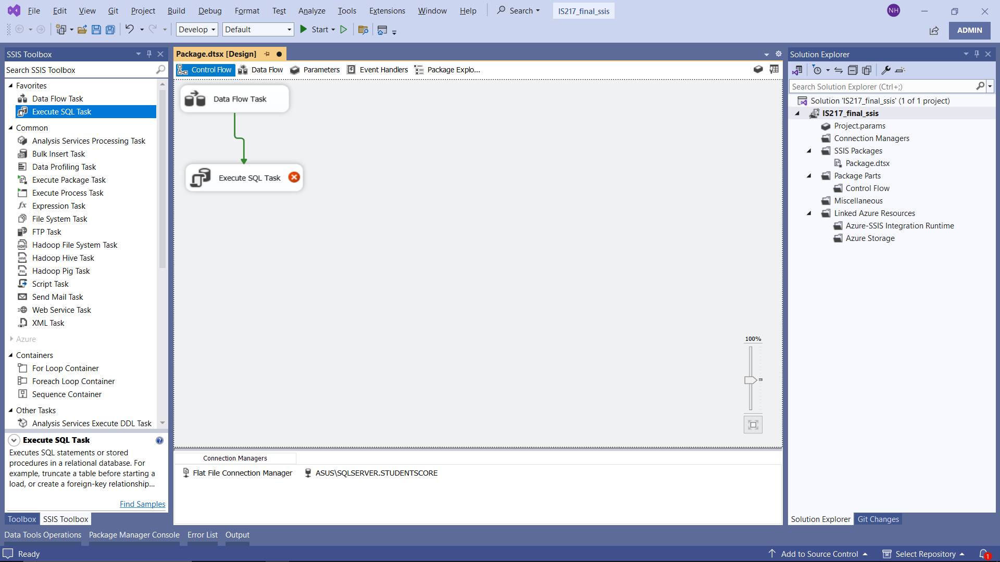 File Edit View Git Project Build Debug Format Test Analyze Tools Extensions Window Help Search IS217_final_ssis NH
Develop Default Start ADMIN
SSIS Toolbox
Search SSIS Toolbox
Favorites
Data Flow Task
Execute SQL Task
Common
Analysis Services Processing Task
Bulk Insert Task
Data Profiling Task
Execute Package Task
Execute Process Task
Expression Task
File System Task
FTP Task
Hadoop File System Task
Hadoop Hive Task
Hadoop Pig Task
Script Task
Send Mail Task
Web Service Task
XML Task
Azure
Containers
For Loop Container
Foreach Loop Container
Sequence Container
Other Tasks
Analysis Services Execute DDL Task
Execute SQL Task
Executes SQL statements or stored
procedures in a relational database. For
example, truncate a table before starting a
load, or create a foreign-key relationship...
Find Samples
Toolbox SSIS Toolbox
Package.dtsx [Design]
Control Flow Data Flow Parameters Event Handlers Package Explo...
Data Flow Task
Execute SQL Task
100%
Connection Managers
Flat File Connection Manager ASUS\SQLSERVER.STUDENTSCORE
Solution Explorer
Search Solution Explorer (Ctrl+;)
Solution 'IS217_final_ssis' (1 of 1 project)
IS217_final_ssis
Project.params
Connection Managers
SSIS Packages
Package.dtsx
Package Parts
Control Flow
Miscellaneous
Linked Azure Resources
Azure-SSIS Integration Runtime
Azure Storage
Solution Explorer Git Changes
Data Tools Operations Package Manager Console Error List Output
Ready Add to Source Control Select Repository 1